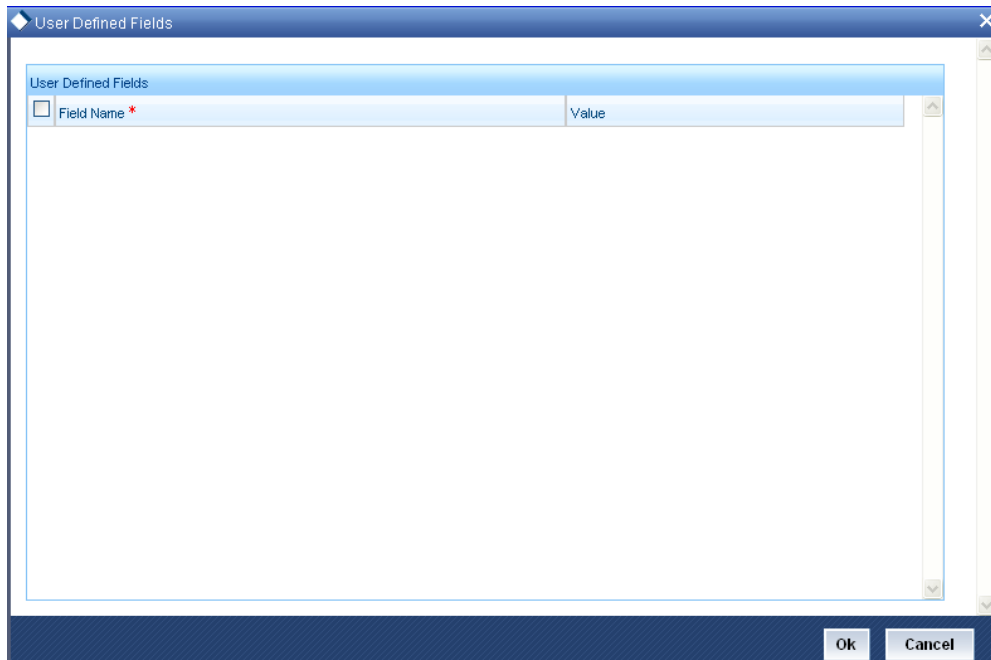 User Defined Fields
User Defined Fields
Field Name * Value
Ok Cancel